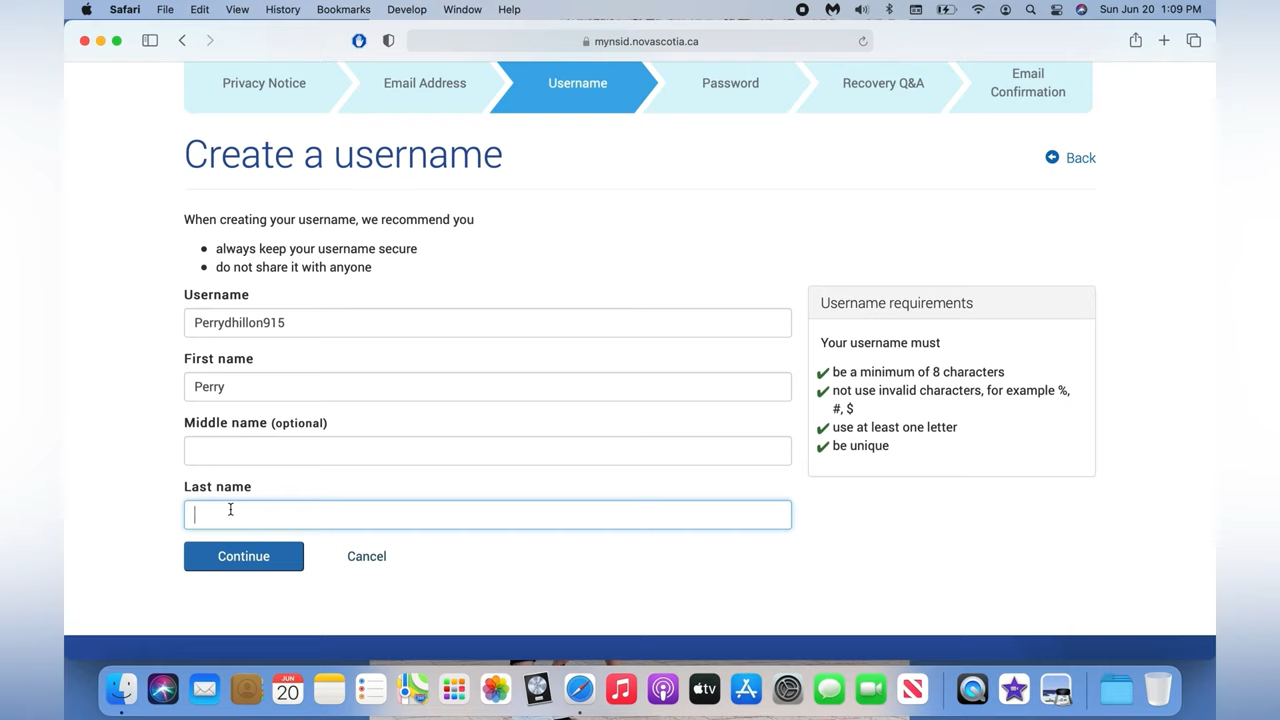 Safari File Edit View History Bookmarks Develop Window Help Sun Jun 20 1:09 PM
mynsid.novascotia.ca
Privacy Notice Email Address Username Password Recovery Q&A Email Confirmation
Create a username
Back
When creating your username, we recommend you
always keep your username secure
do not share it with anyone
Username
Perrydhillon915
First name
Perry
Middle name (optional)
Last name
Continue Cancel
Username requirements
Your username must
✔ be a minimum of 8 characters
✔ not use invalid characters, for example %,
#, $
✔ use at least one letter
✔ be unique
JUN
20
tv